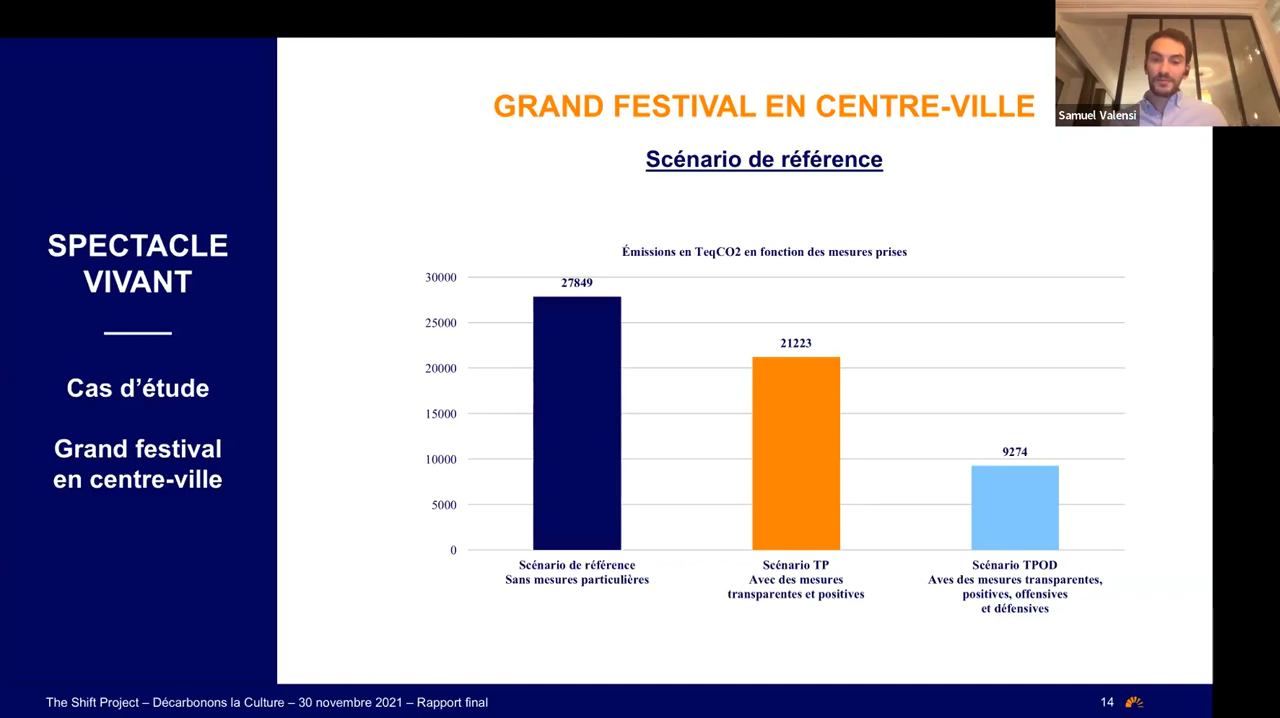 GRAND FESTIVAL EN CENTRE-VILLE
Samuel Valensi
Scénario de référence
SPECTACLE
VIVANT
Cas d’étude
Grand festival
en centre-ville
Émissions en TeqCO2 en fonction des mesures prises
30000
25000
20000
15000
10000
5000
0
27849
21223
9274
Scénario de référence
Sans mesures particulières
Scénario TP
Avec des mesures
transparentes et positives
Scénario TPOD
Aves des mesures transparentes,
positives, offensives
et défensives
The Shift Project – Décarbonons la Culture – 30 novembre 2021 – Rapport final
14